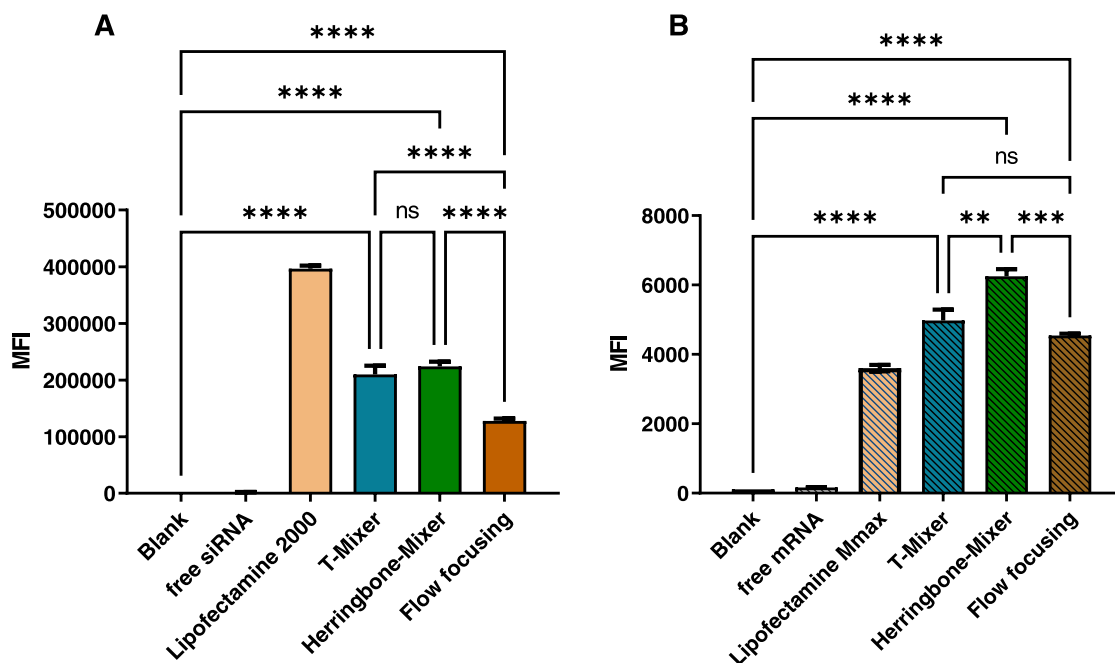 A
****
****
****
****
ns
****
MFI
500000
400000
300000
200000
100000
0
Blank
free siRNA
Lipofectamine 2000
T-Mixer
Herringbone-Mixer
Flow focusing
B
****
****
ns
****
**
***
MFI
8000
6000
4000
2000
0
Blank
free mRNA
Lipofectamine Mmax
T-Mixer
Herringbone-Mixer
Flow focusing